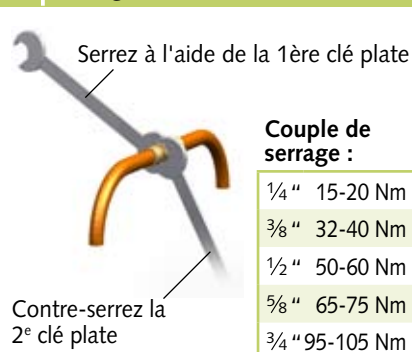 Serrez à l'aide de la 1ère clé plate
Couple de
serrage :
1/4 " 15-20 Nm
3/8 " 32-40 Nm
1/2 " 50-60 Nm
5/8 " 65-75 Nm
3/4 " 95-105 Nm
Contre-serrez la
2e clé plate